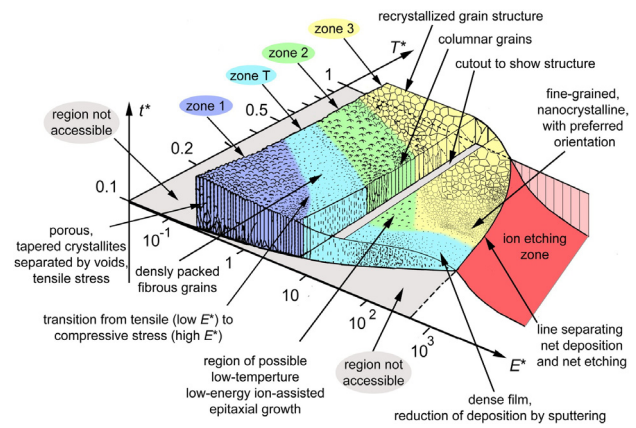 recrystallized grain structure
columnar grains
cutout to show structure
zone 3
T*
zone 2
zone T
zone 1
1
0.5
0.2
0.1
fine-grained,
nanocrystalline,
with preferred
orientation
region not
accessible
t*
ion etching
zone
porous,
tapered crystallites
separated by voids,
tensile stress
10-1
1
10
10²
10³
densly packed
fibrous grains
transition from tensile (low E*) to
compressive stress (high E*)
region of possible
low-temperture
low-energy ion-assisted
epitaxial growth
region not
accessible
E*
line separating
net deposition
and net etching
dense film,
reduction of deposition by sputtering